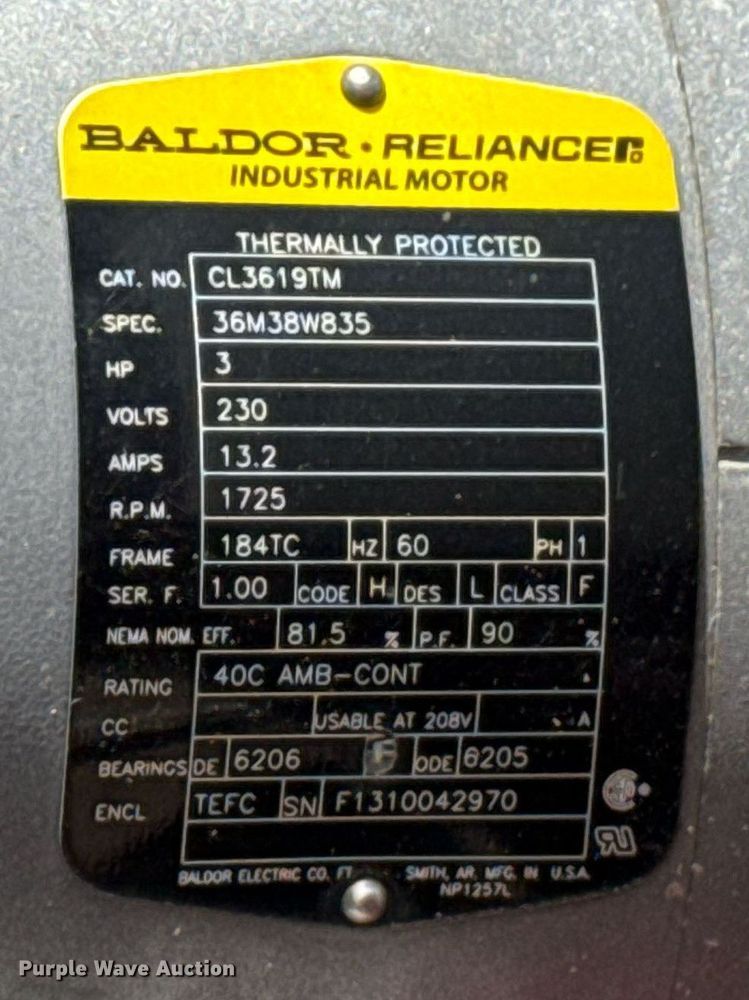 BALDOR • RELIANCER
INDUSTRIAL MOTOR
THERMALLY PROTECTED
CAT. NO. CL3619TM
SPEC. 36M38W835
HP 3
VOLTS 230
AMPS 13.2
R.P.M. 1725
FRAME 184TC HZ 60 PH 1
SER. F. 1.00 CODE H DES L CLASS F
NEMA NOM. EFF. 81.5 % P.F. 90 %
RATING 40C AMB-CONT
CC USABLE AT 208V A
BEARINGS DE 6206 ODE 6205
ENCL TEFC SN F1310042970
BALDOR ELECTRIC CO. FT. SMITH, AR. MFG. IN U.S.A.
NP1257L
UR
Purple Wave Auction